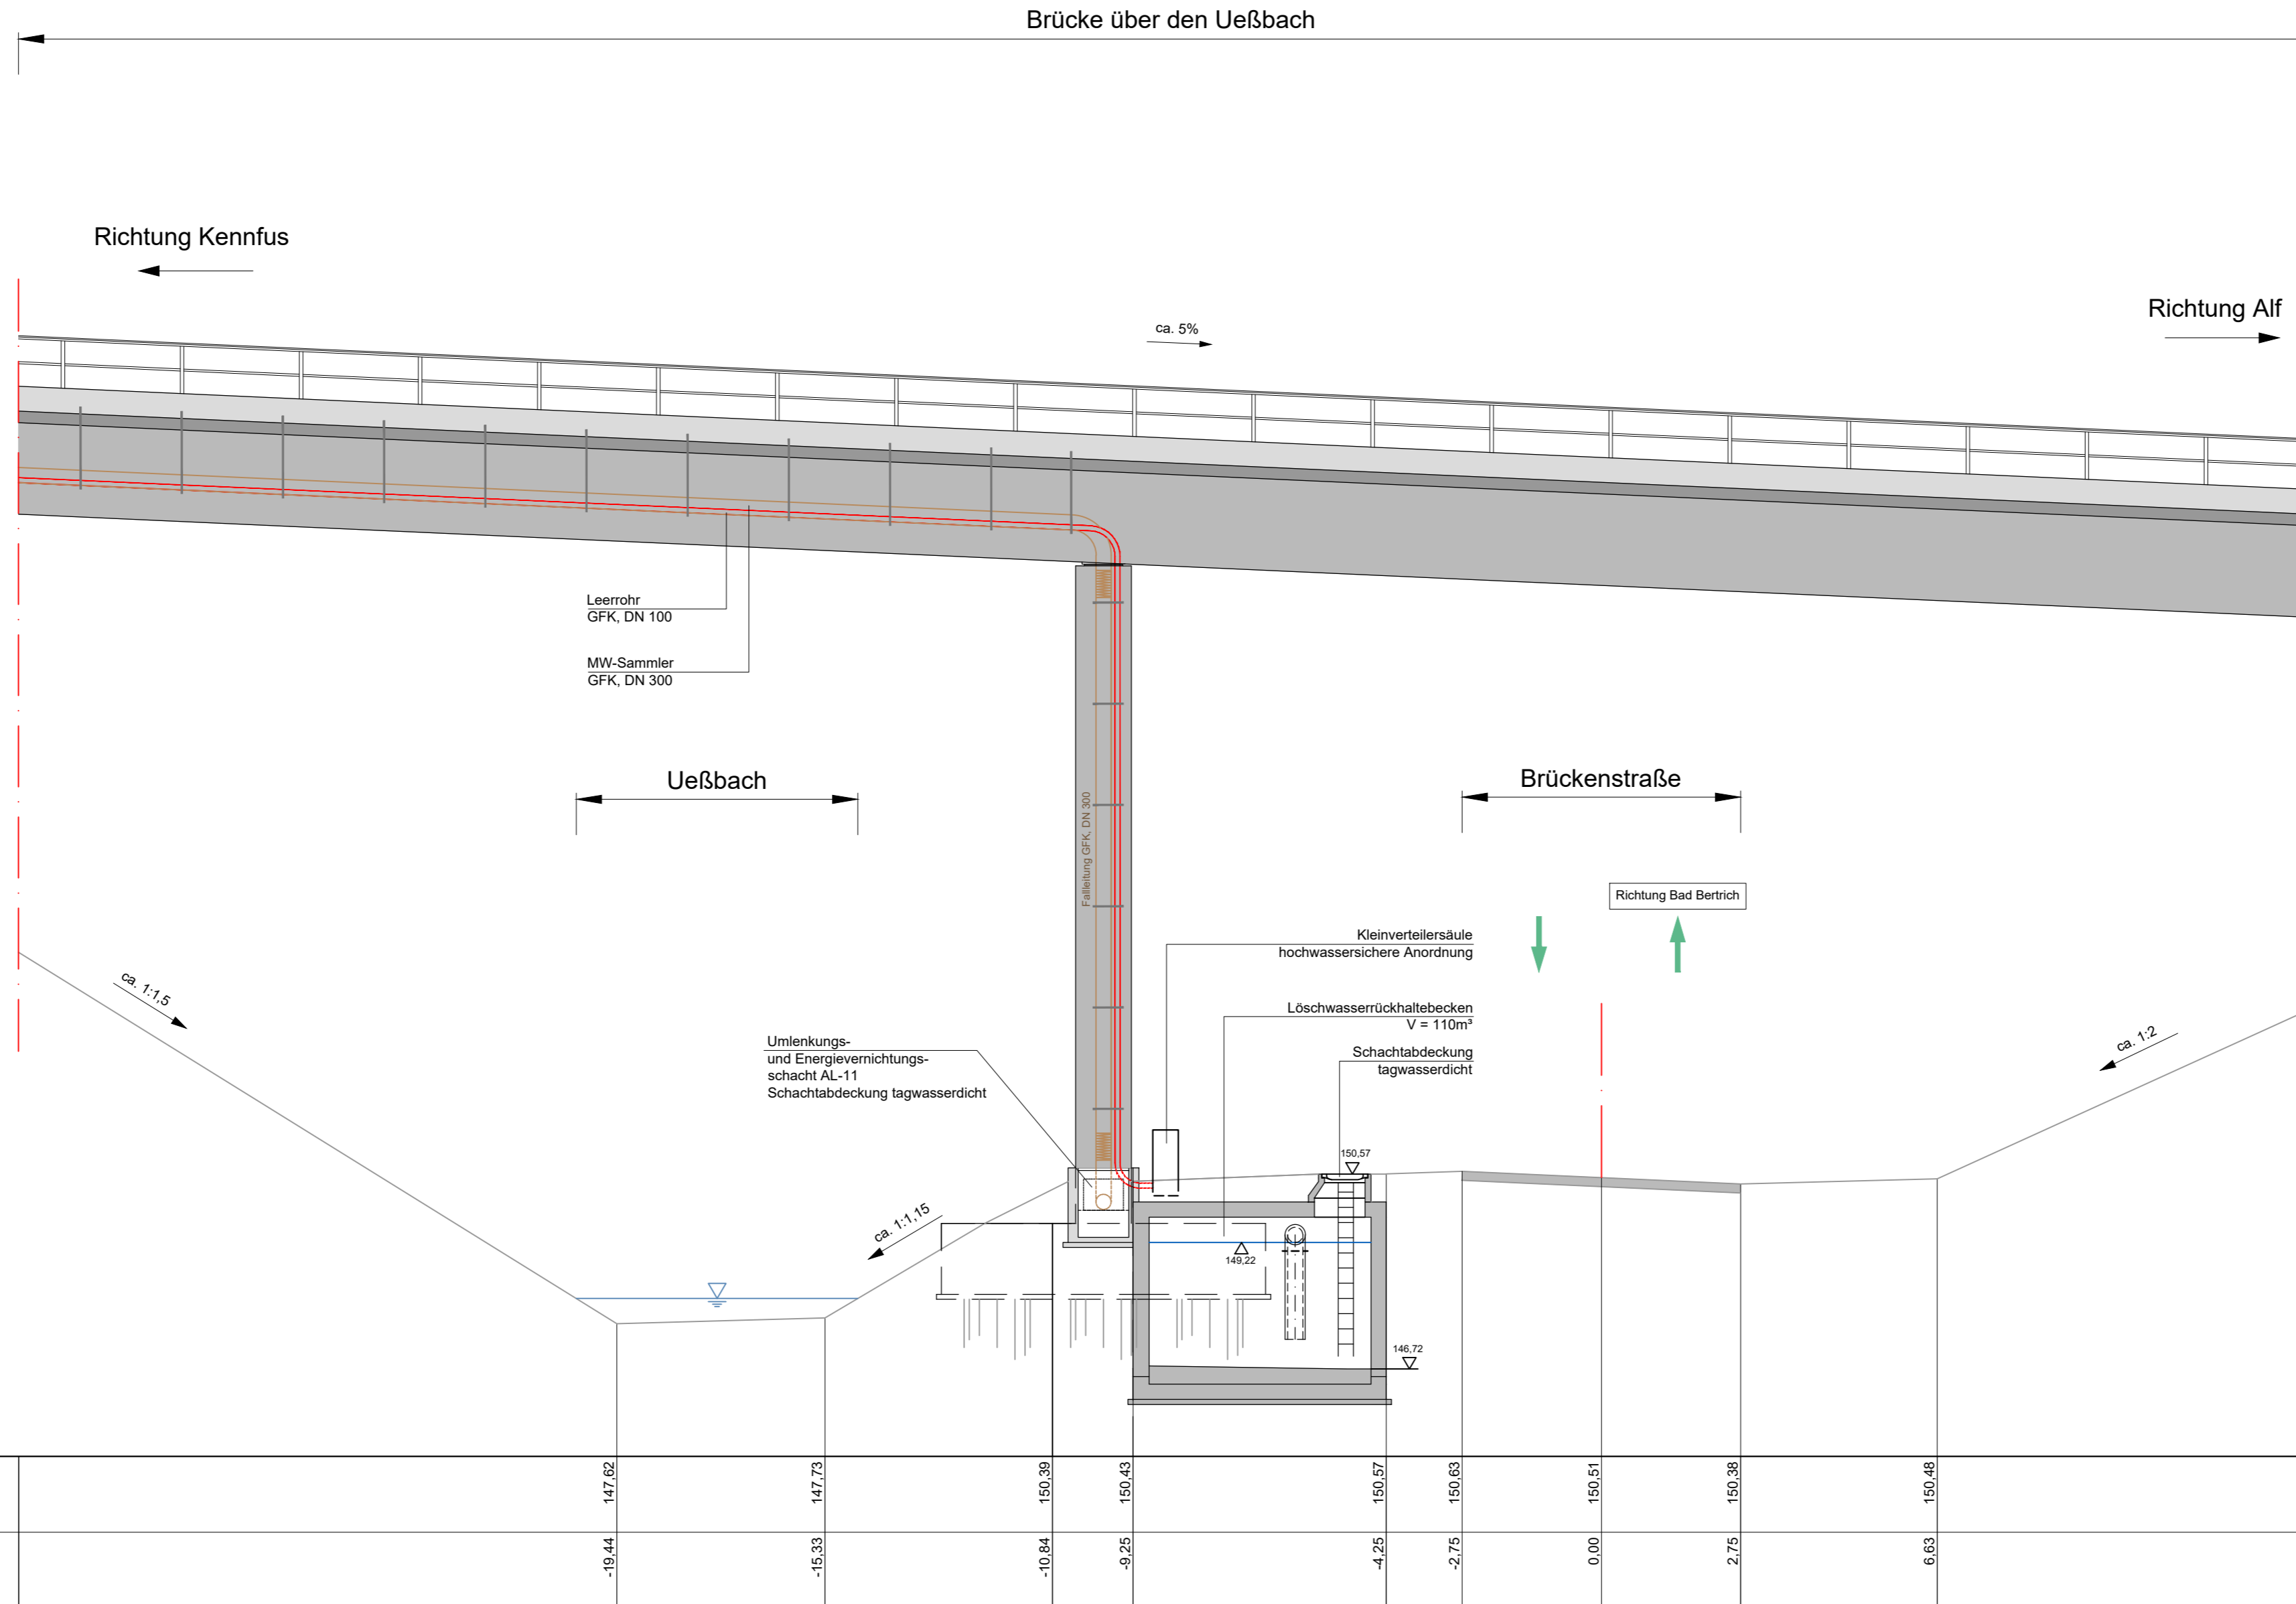 Brücke über den Ueßbach
Richtung Kennfus
Richtung Alf
ca. 5%
Leerrohr
GFK, DN 100
MW-Sammler
GFK, DN 300
Ueßbach
Brückenstraße
Fallleitung GFK, DN 300
Richtung Bad Bertrich
Kleinverteilersäule
hochwassersichere Anordnung
ca. 1:1,5
Löschwasserrückhaltebecken
V = 110m³
ca. 1:2
Umlenkungs-
und Energievernichtungs-
schacht AL-11
Schachtabdeckung tagwasserdicht
Schachtabdeckung
tagwasserdicht
150,57
ca. 1:1,15
149,22
146,72
147,62
147,73
150,39
150,43
150,57
150,63
150,51
150,38
150,48
-19,44
-15,33
-10,84
-9,25
-4,25
-2,75
0,00
2,75
6,63